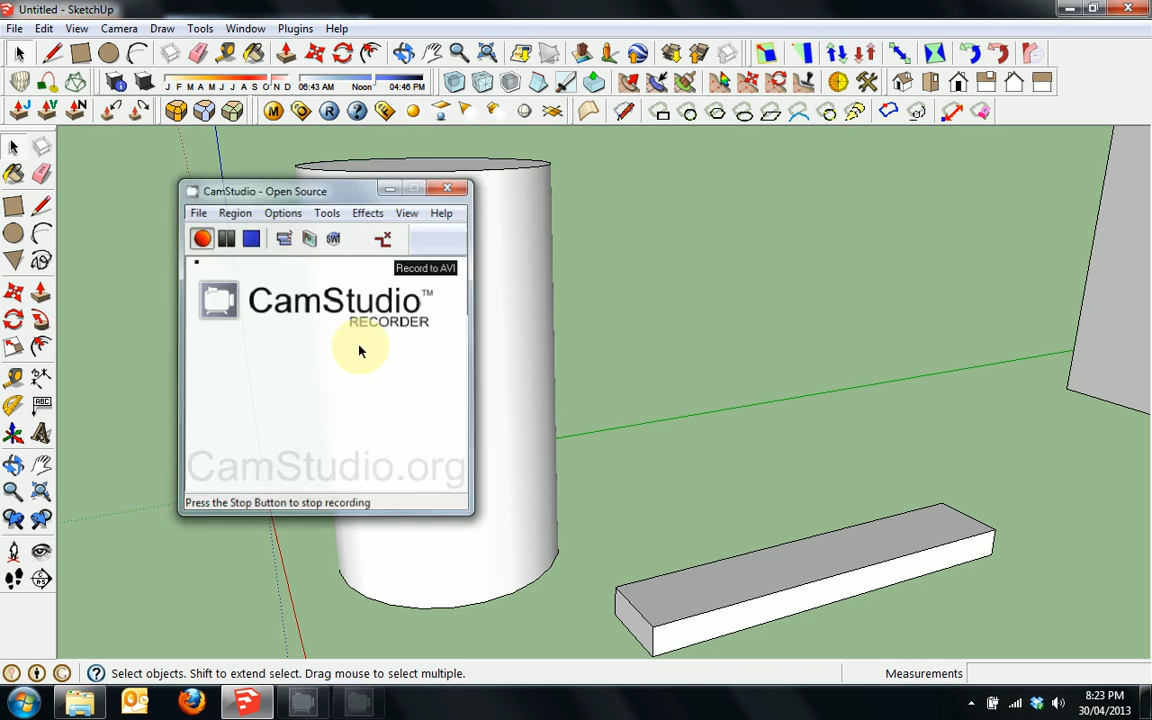 Untitled - SketchUp
File Edit View Camera Draw Tools Window Plugins Help
J F M A M J J A S O N D 06:43 AM Noon 04:46 PM
J V N M O R ? F
CamStudio - Open Source
File Region Options Tools Effects View Help
Record to AVI
CamStudio™
RECORDER
CamStudio.org
Press the Stop Button to stop recording
ABC
Select objects. Shift to extend select. Drag mouse to select multiple.
Measurements
8:23 PM
30/04/2013